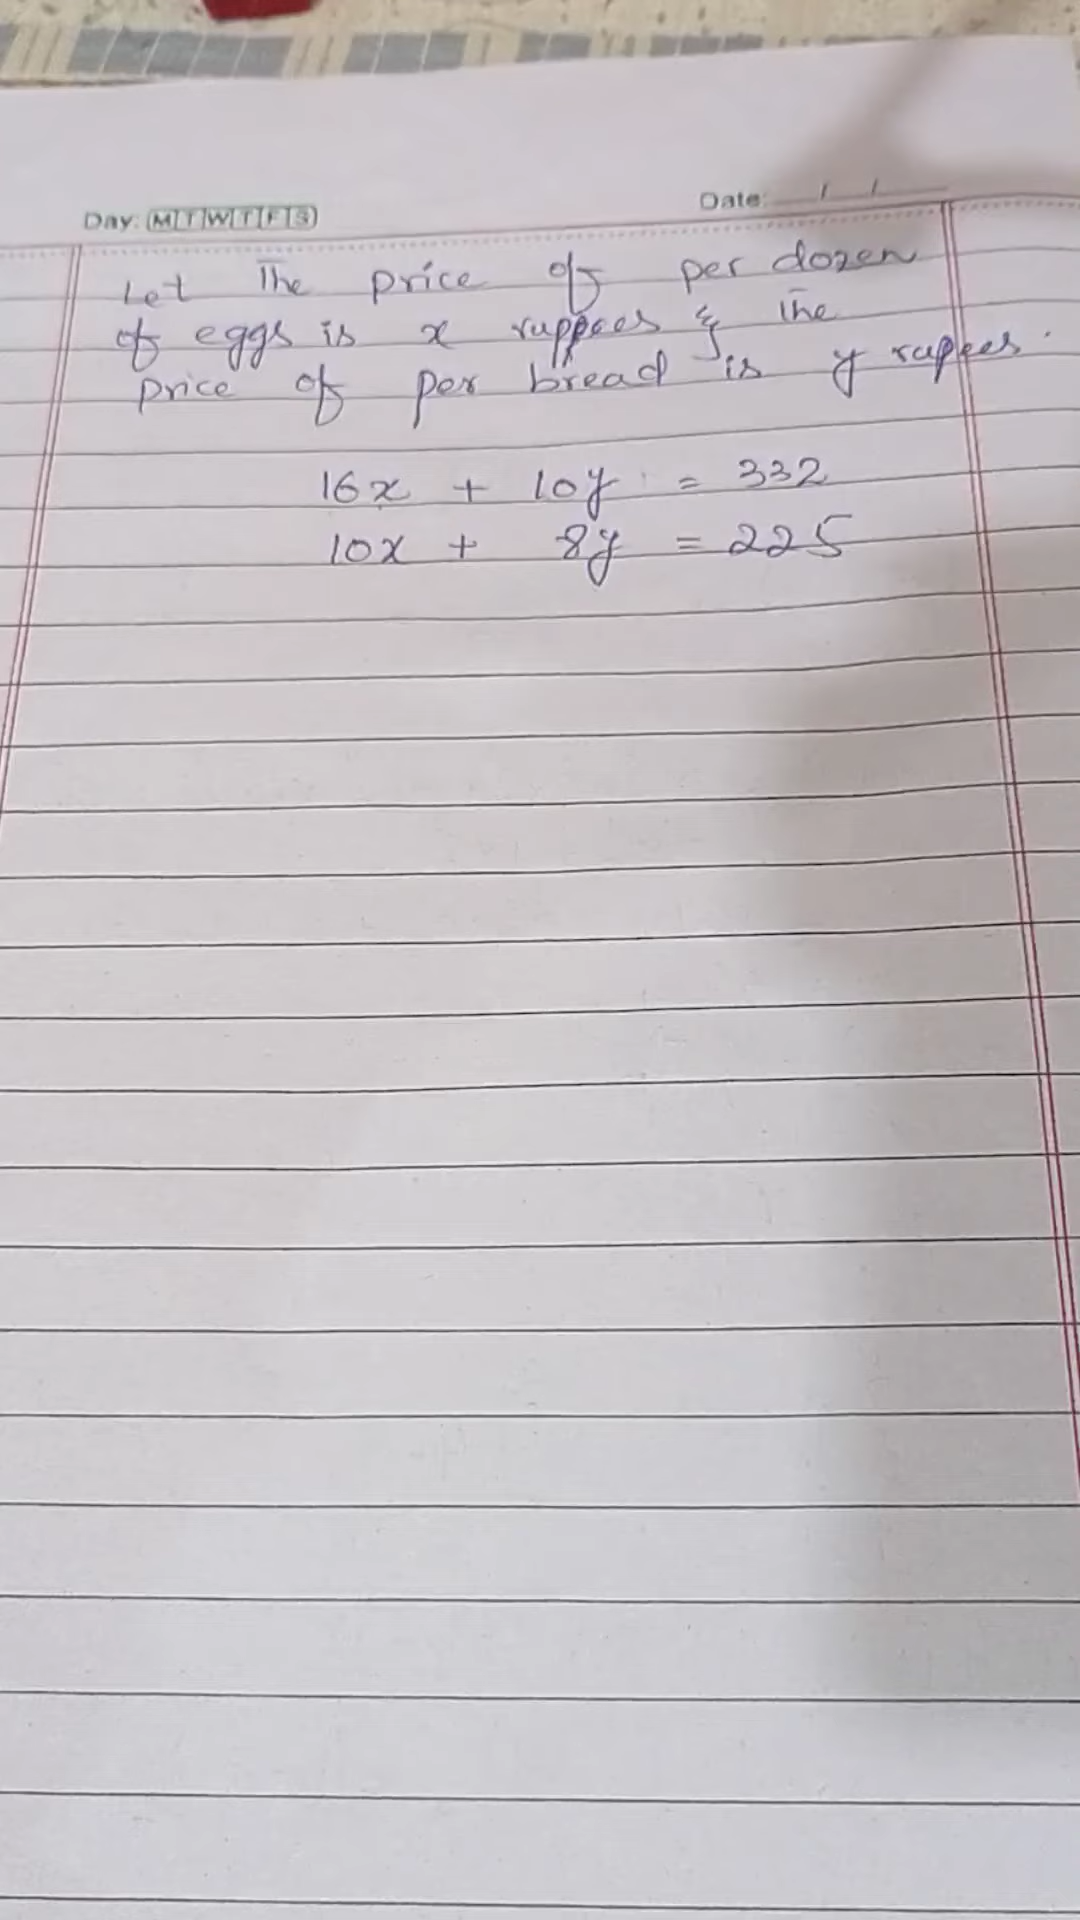 Day: M T W T F S
Date: / /
Let The price of per dozen
of eggs is x ruppees & the
price of per bread is y rupees.
16x + 10y = 332
10x + 8y = 225